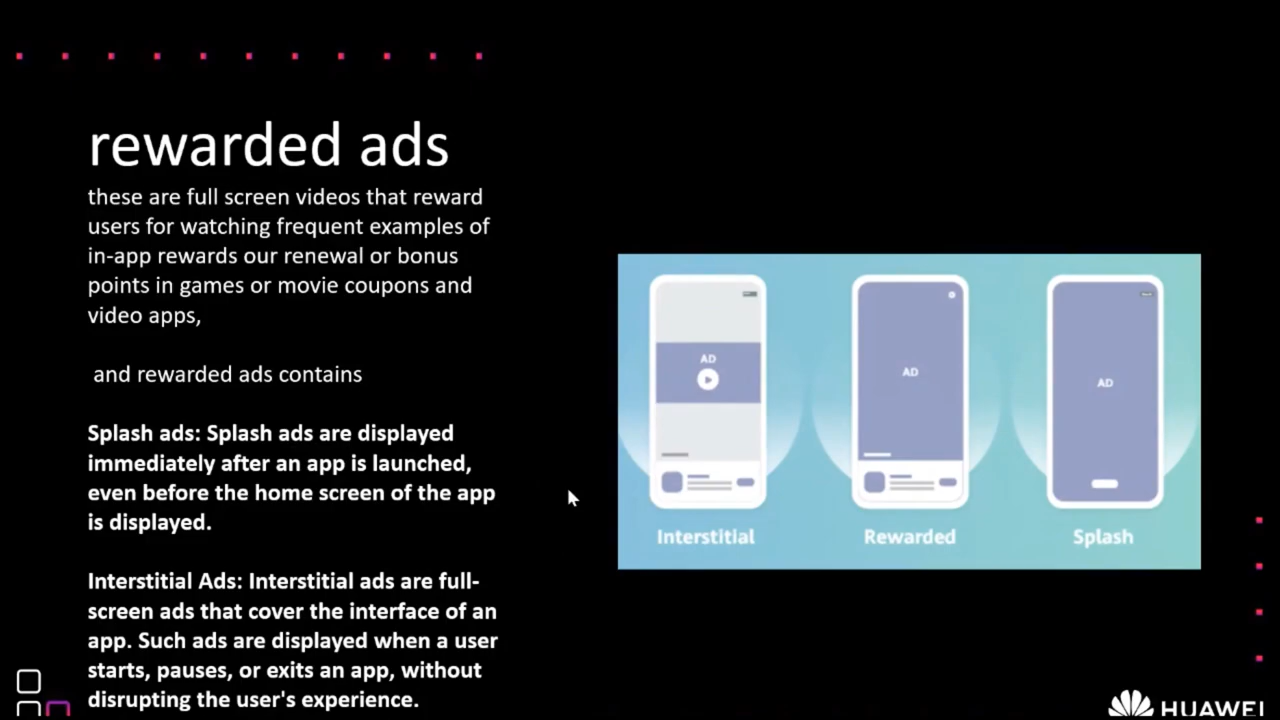 rewarded ads
these are full screen videos that reward
users for watching frequent examples of
in-app rewards our renewal or bonus
points in games or movie coupons and
video apps,
and rewarded ads contains
Splash ads: Splash ads are displayed
immediately after an app is launched,
even before the home screen of the app
is displayed.
Interstitial Ads: Interstitial ads are full-
screen ads that cover the interface of an
app. Such ads are displayed when a user
starts, pauses, or exits an app, without
disrupting the user's experience.
AD
AD
AD
Interstitial
Rewarded
Splash
HUAWEI